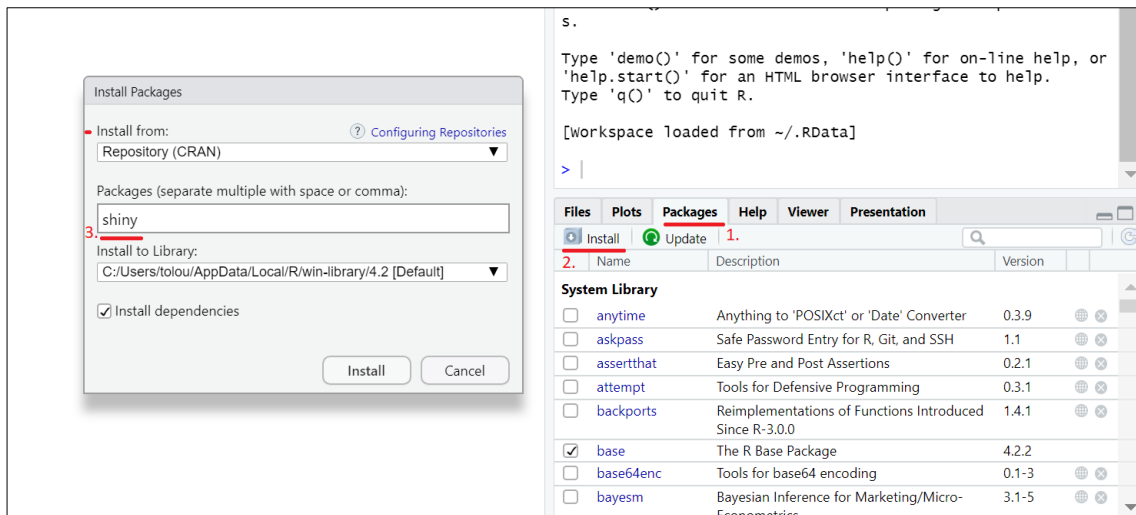 s.
Type 'demo()' for some demos, 'help()' for on-line help, or
'help.start()' for an HTML browser interface to help.
Type 'q()' to quit R.
[Workspace loaded from ~/.RData]
>
Install Packages
Install from:
? Configuring Repositories
Repository (CRAN)
Packages (separate multiple with space or comma):
shiny
3.
Install to Library:
C:/Users/tolou/AppData/Local/R/win-library/4.2 [Default]
Install dependencies
Install Cancel
Files Plots Packages Help Viewer Presentation
Install Update 1.
2. Name Description Version
System Library
anytime Anything to 'POSIXct' or 'Date' Converter 0.3.9
askpass Safe Password Entry for R, Git, and SSH 1.1
assertthat Easy Pre and Post Assertions 0.2.1
attempt Tools for Defensive Programming 0.3.1
backports Reimplementations of Functions Introduced 1.4.1
Since R-3.0.0
base The R Base Package 4.2.2
base64enc Tools for base64 encoding 0.1-3
bayesm Bayesian Inference for Marketing/Micro- 3.1-5
Econometrics